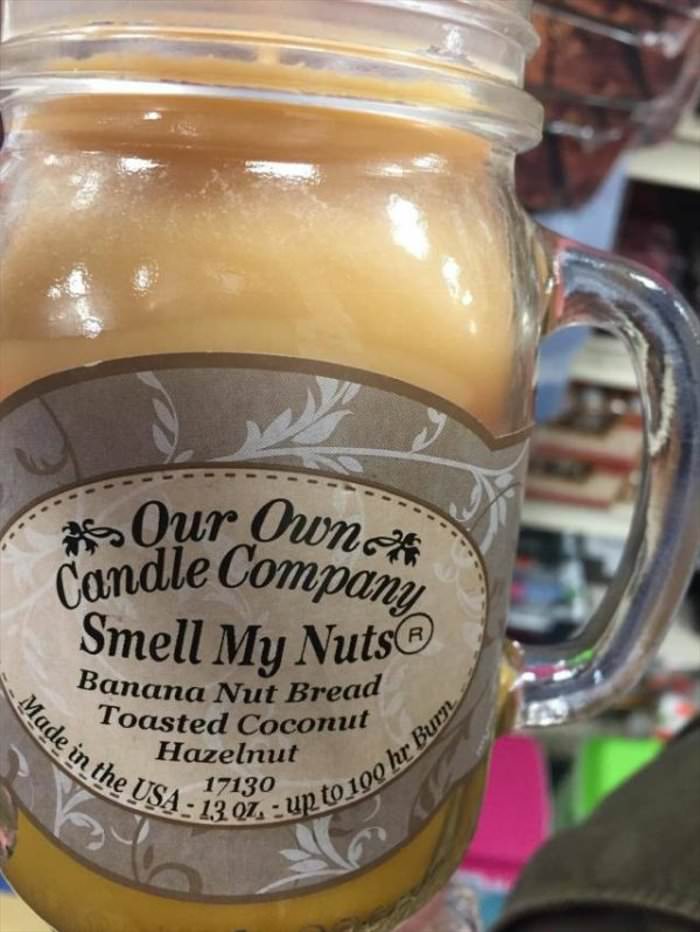 Our Own
Candle Company
Smell My Nuts®
Banana Nut Bread
Toasted Coconut
Hazelnut
17130
Made in the USA - 13 oz. - up to 100 hr Burn